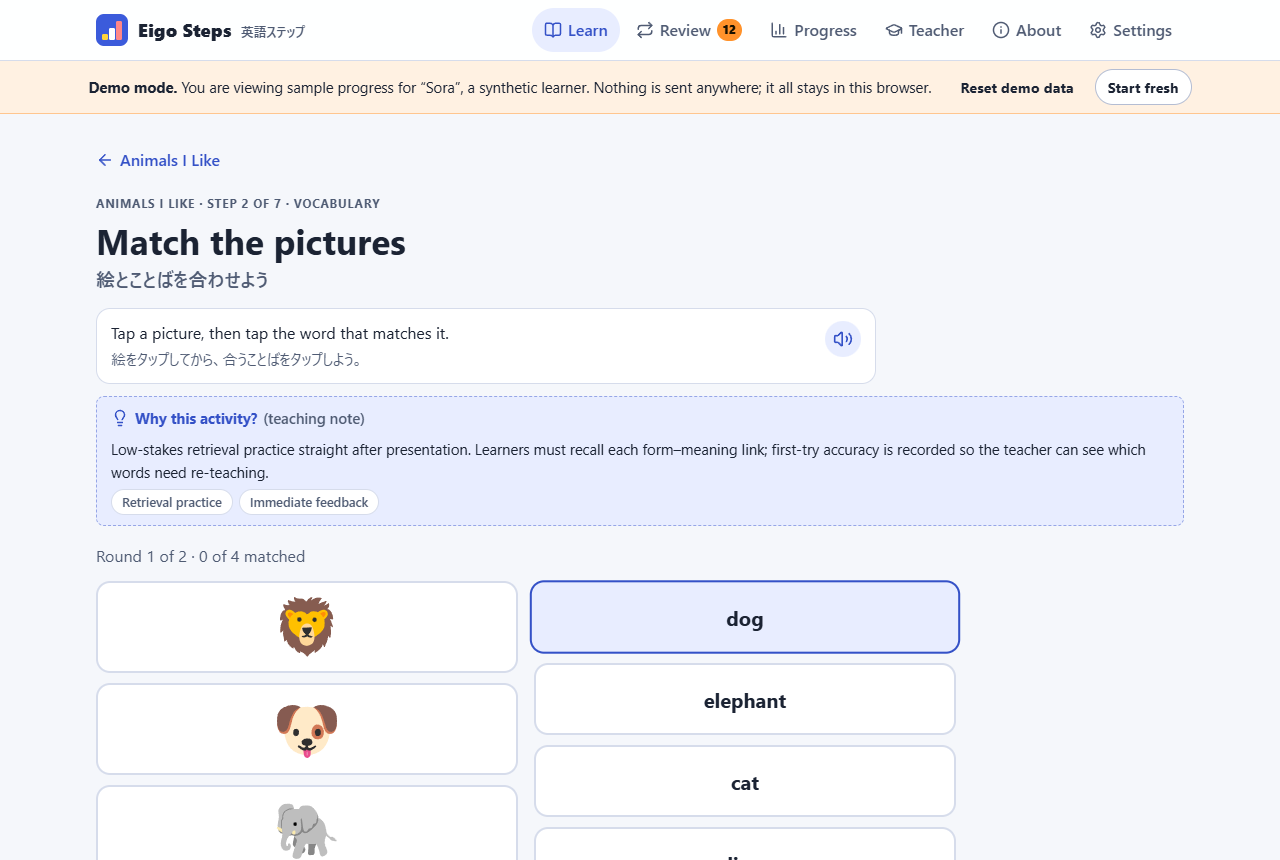 Eigo Steps 英語ステップ
Learn
Review 12
Progress
Teacher
About
Settings
Demo mode. You are viewing sample progress for “Sora”, a synthetic learner. Nothing is sent anywhere; it all stays in this browser.
Reset demo data
Start fresh
Animals I Like
ANIMALS I LIKE · STEP 2 OF 7 · VOCABULARY
Match the pictures
絵とことばを合わせよう
Tap a picture, then tap the word that matches it.
絵をタップしてから、合うことばをタップしよう。
Why this activity? (teaching note)
Low-stakes retrieval practice straight after presentation. Learners must recall each form–meaning link; first-try accuracy is recorded so the teacher can see which
words need re-teaching.
Retrieval practice
Immediate feedback
Round 1 of 2 · 0 of 4 matched
dog
elephant
cat